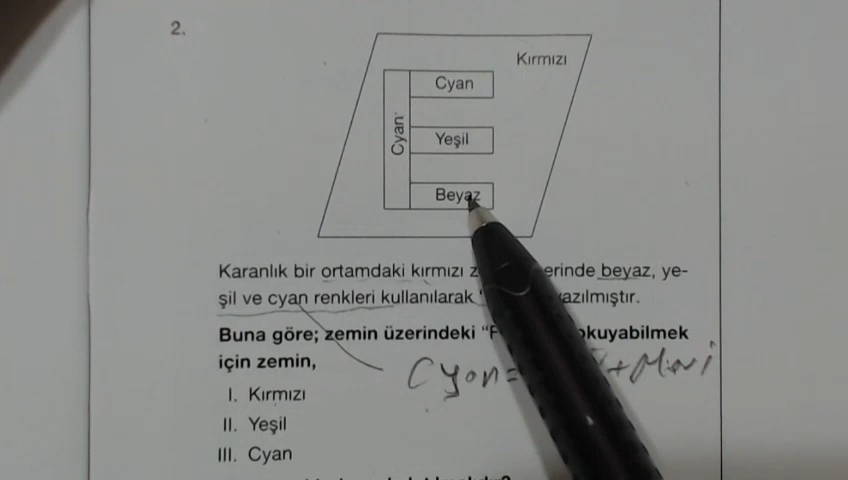 2.
Kırmızı
Cyan
Cyan
Yeşil
Beyaz
Karanlık bir ortamdaki kırmızı erinde beyaz, ye-
şil ve cyan renkleri kullanılarak azılmıştır.
Buna göre; zemin üzerindeki okuyabilmek
için zemin,
Cyan= +Mavi
I. Kırmızı
II. Yeşil
III. Cyan